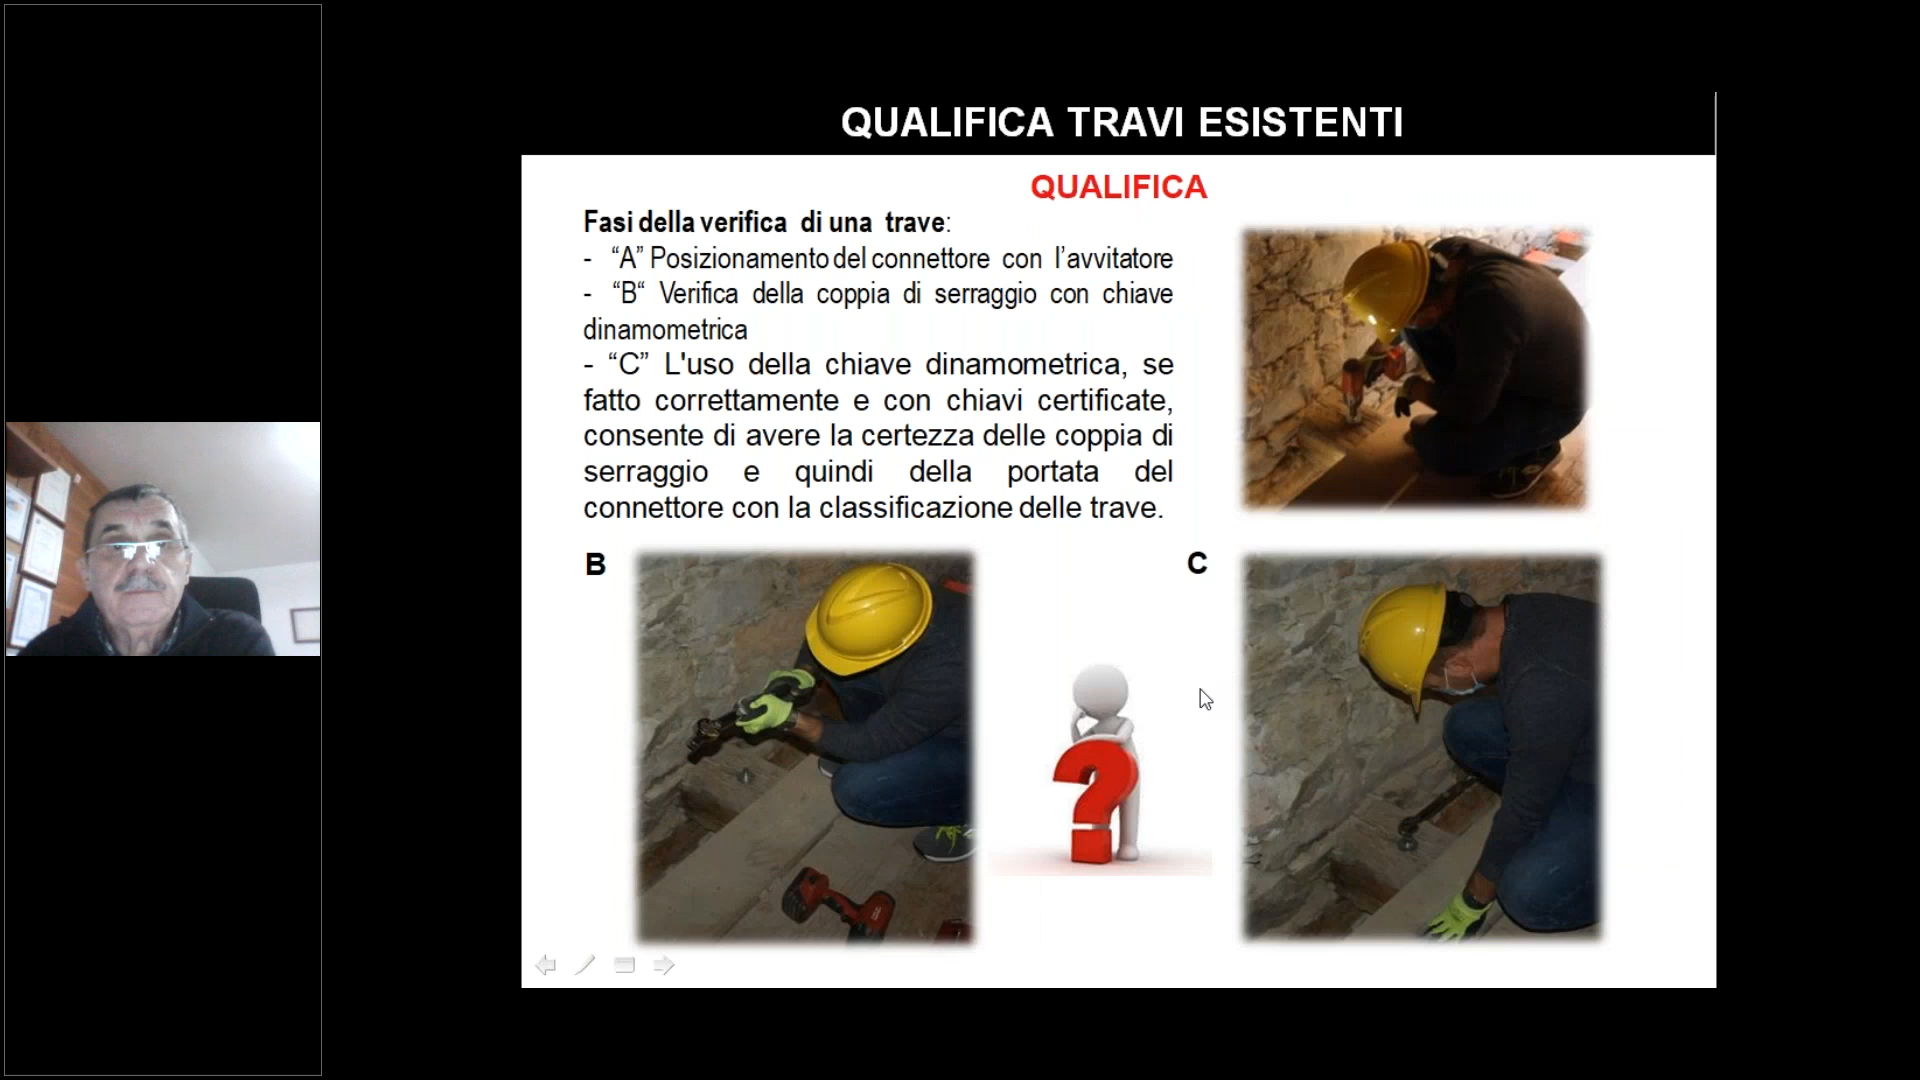 QUALIFICA TRAVI ESISTENTI
QUALIFICA
Fasi della verifica di una trave:
- “A” Posizionamento del connettore con l’avvitatore
- “B“ Verifica della coppia di serraggio con chiave
dinamometrica
- “C” L'uso della chiave dinamometrica, se
fatto correttamente e con chiavi certificate,
consente di avere la certezza delle coppia di
serraggio e quindi della portata del
connettore con la classificazione delle trave.
B
C
?